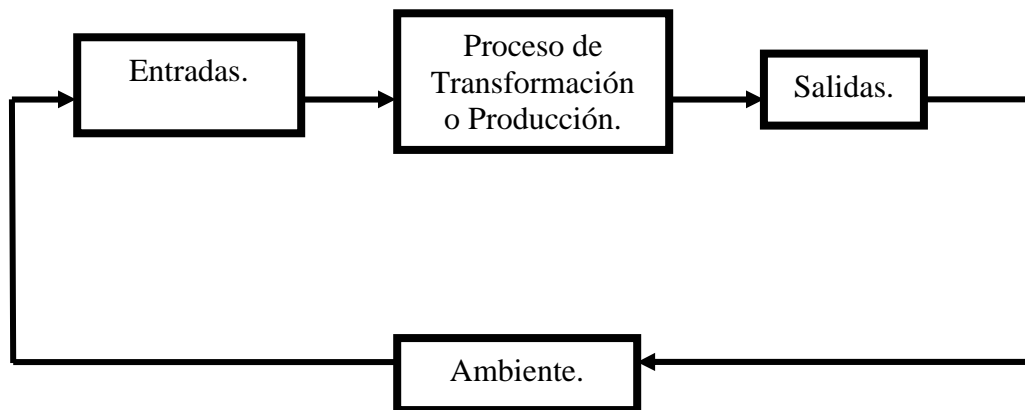 Entradas.
Proceso de
Transformación
o Producción.
Salidas.
Ambiente.